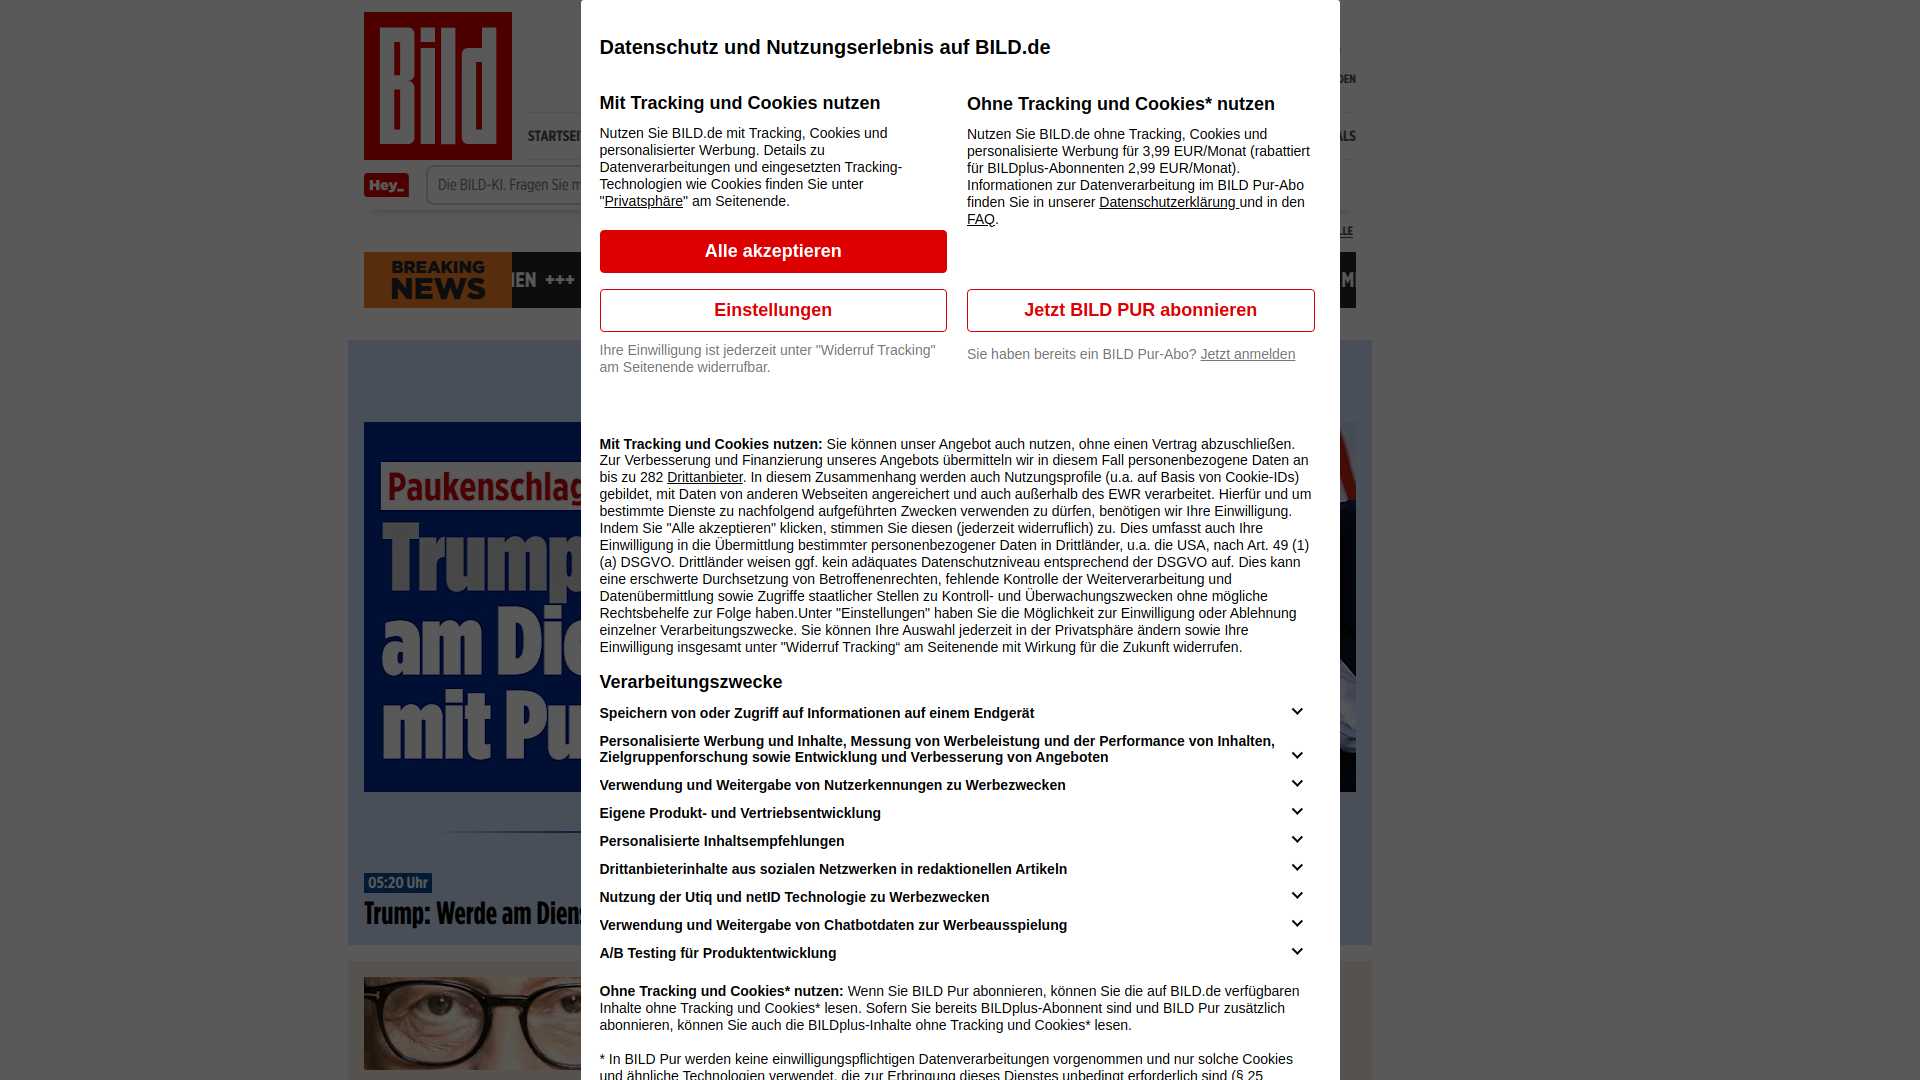 Bild
DEN
STARTSEI
ALS
Hey_
Die BILD-KI. Fragen Sie m
LLE
BREAKING
NEWS
NEN +++
M
Paukenschlag
Trump
am Die
mit Pu
05:20 Uhr
Trump: Werde am Diens
Datenschutz und Nutzungserlebnis auf BILD.de
Mit Tracking und Cookies nutzen
Nutzen Sie BILD.de mit Tracking, Cookies und
personalisierter Werbung. Details zu
Datenverarbeitungen und eingesetzten Tracking-
Technologien wie Cookies finden Sie unter
"Privatsphäre" am Seitenende.
Alle akzeptieren
Einstellungen
Ihre Einwilligung ist jederzeit unter "Widerruf Tracking"
am Seitenende widerrufbar.
Ohne Tracking und Cookies* nutzen
Nutzen Sie BILD.de ohne Tracking, Cookies und
personalisierte Werbung für 3,99 EUR/Monat (rabattiert
für BILDplus-Abonnenten 2,99 EUR/Monat).
Informationen zur Datenverarbeitung im BILD Pur-Abo
finden Sie in unserer Datenschutzerklärung und in den
FAQ.
Jetzt BILD PUR abonnieren
Sie haben bereits ein BILD Pur-Abo? Jetzt anmelden
Mit Tracking und Cookies nutzen: Sie können unser Angebot auch nutzen, ohne einen Vertrag abzuschließen.
Zur Verbesserung und Finanzierung unseres Angebots übermitteln wir in diesem Fall personenbezogene Daten an
bis zu 282 Drittanbieter. In diesem Zusammenhang werden auch Nutzungsprofile (u.a. auf Basis von Cookie-IDs)
gebildet, mit Daten von anderen Webseiten angereichert und auch außerhalb des EWR verarbeitet. Hierfür und um
bestimmte Dienste zu nachfolgend aufgeführten Zwecken verwenden zu dürfen, benötigen wir Ihre Einwilligung.
Indem Sie "Alle akzeptieren" klicken, stimmen Sie diesen (jederzeit widerruflich) zu. Dies umfasst auch Ihre
Einwilligung in die Übermittlung bestimmter personenbezogener Daten in Drittländer, u.a. die USA, nach Art. 49 (1)
(a) DSGVO. Drittländer weisen ggf. kein adäquates Datenschutzniveau entsprechend der DSGVO auf. Dies kann
eine erschwerte Durchsetzung von Betroffenenrechten, fehlende Kontrolle der Weiterverarbeitung und
Datenübermittlung sowie Zugriffe staatlicher Stellen zu Kontroll- und Überwachungszwecken ohne mögliche
Rechtsbehelfe zur Folge haben.Unter "Einstellungen" haben Sie die Möglichkeit zur Einwilligung oder Ablehnung
einzelner Verarbeitungszwecke. Sie können Ihre Auswahl jederzeit in der Privatsphäre ändern sowie Ihre
Einwilligung insgesamt unter "Widerruf Tracking“ am Seitenende mit Wirkung für die Zukunft widerrufen.
Verarbeitungszwecke
Speichern von oder Zugriff auf Informationen auf einem Endgerät
Personalisierte Werbung und Inhalte, Messung von Werbeleistung und der Performance von Inhalten,
Zielgruppenforschung sowie Entwicklung und Verbesserung von Angeboten
Verwendung und Weitergabe von Nutzerkennungen zu Werbezwecken
Eigene Produkt- und Vertriebsentwicklung
Personalisierte Inhaltsempfehlungen
Drittanbieterinhalte aus sozialen Netzwerken in redaktionellen Artikeln
Nutzung der Utiq und netID Technologie zu Werbezwecken
Verwendung und Weitergabe von Chatbotdaten zur Werbeausspielung
A/B Testing für Produktentwicklung
Ohne Tracking und Cookies* nutzen: Wenn Sie BILD Pur abonnieren, können Sie die auf BILD.de verfügbaren
Inhalte ohne Tracking und Cookies* lesen. Sofern Sie bereits BILDplus-Abonnent sind und BILD Pur zusätzlich
abonnieren, können Sie auch die BILDplus-Inhalte ohne Tracking und Cookies* lesen.
* In BILD Pur werden keine einwilligungspflichtigen Datenverarbeitungen vorgenommen und nur solche Cookies
und ähnliche Technologien verwendet, die zur Erbringung dieses Dienstes unbedingt erforderlich sind (§ 25